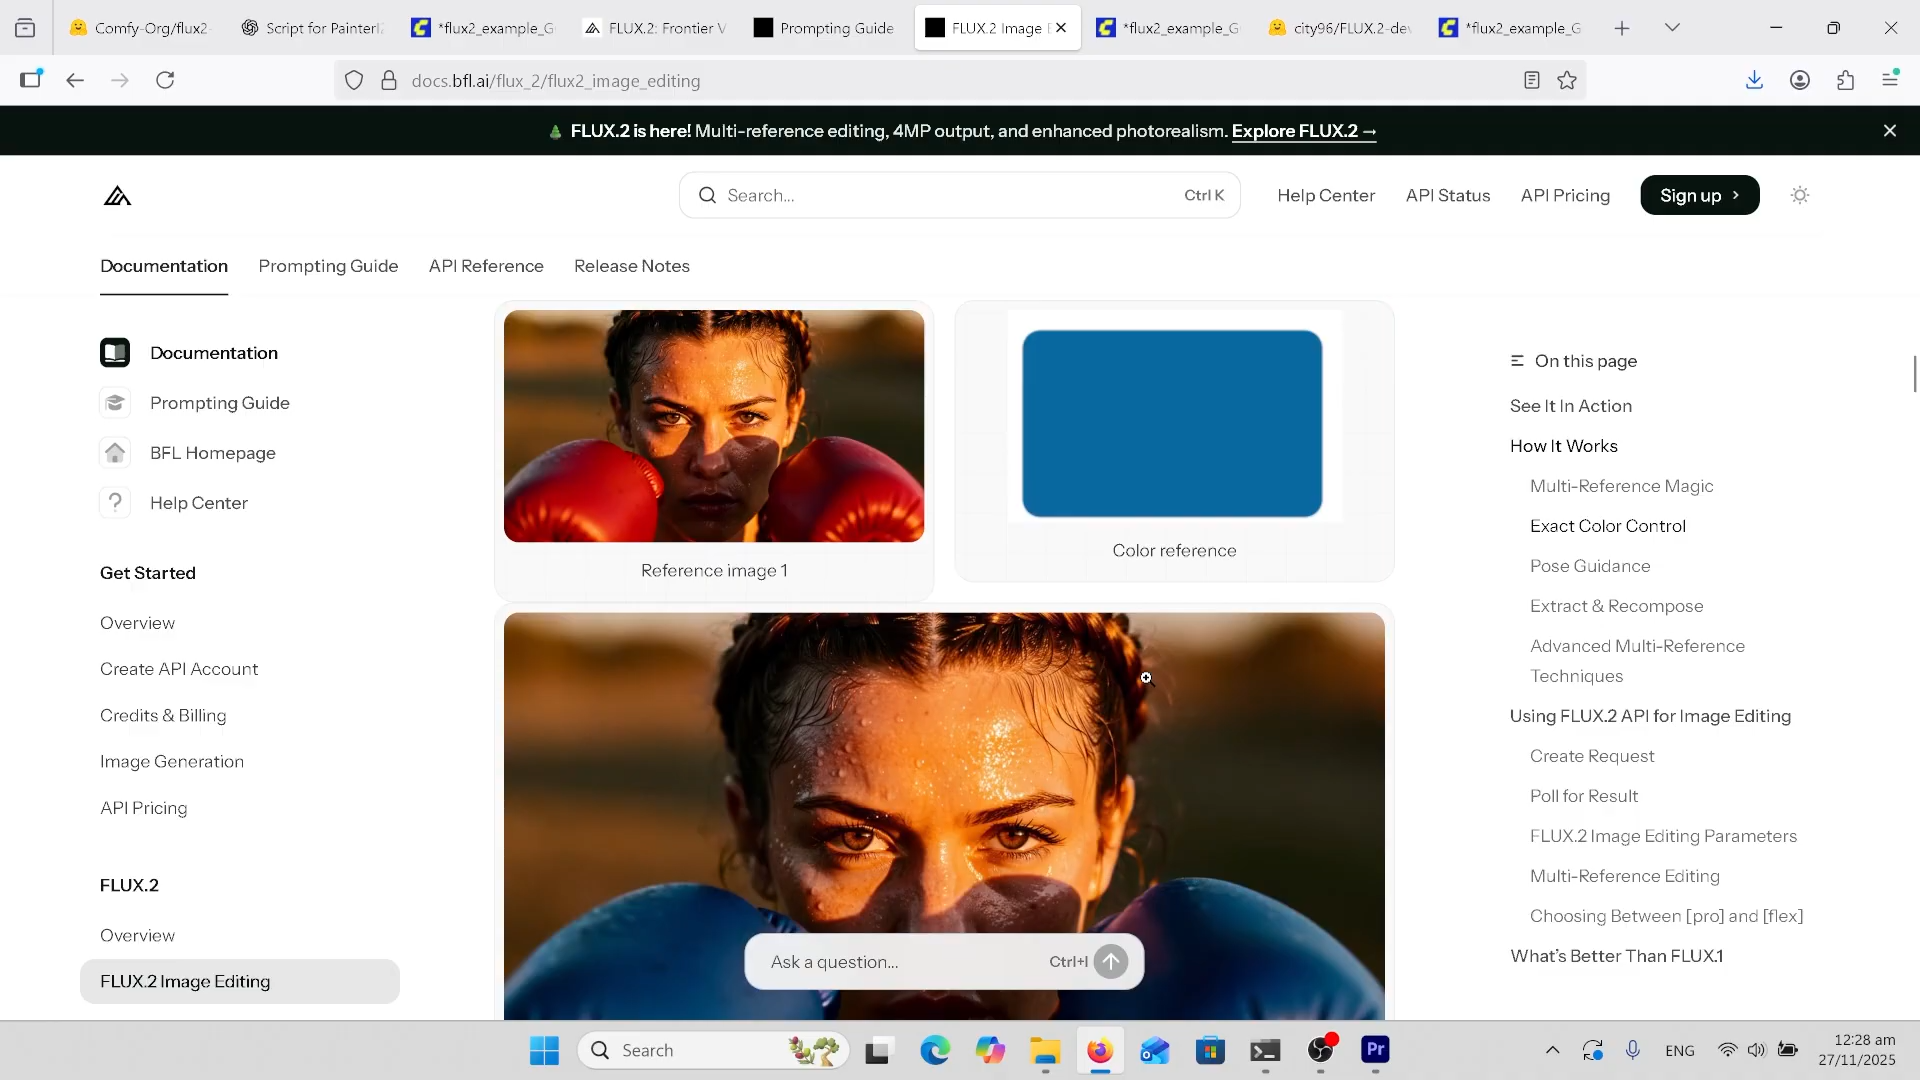 Comfy-Org/flux2-
Script for PainterI2
*flux2_example_G
FLUX.2: Frontier V
Prompting Guide
FLUX.2 Image E
*flux2_example_G
city96/FLUX.2-dev
*flux2_example_G
docs.bfl.ai/flux_2/flux2_image_editing
🌲 FLUX.2 is here! Multi-reference editing, 4MP output, and enhanced photorealism. Explore FLUX.2 →
Search...
Ctrl K
Help Center
API Status
API Pricing
Sign up
Documentation
Prompting Guide
API Reference
Release Notes
Documentation
Prompting Guide
BFL Homepage
Help Center
Get Started
Overview
Create API Account
Credits & Billing
Image Generation
API Pricing
FLUX.2
Overview
FLUX.2 Image Editing
Reference image 1
Color reference
Ask a question...
Ctrl+I
On this page
See It In Action
How It Works
Multi-Reference Magic
Exact Color Control
Pose Guidance
Extract & Recompose
Advanced Multi-Reference
Techniques
Using FLUX.2 API for Image Editing
Create Request
Poll for Result
FLUX.2 Image Editing Parameters
Multi-Reference Editing
Choosing Between [pro] and [flex]
What's Better Than FLUX.1
Search
Pr
ENG
12:28 am
27/11/2025